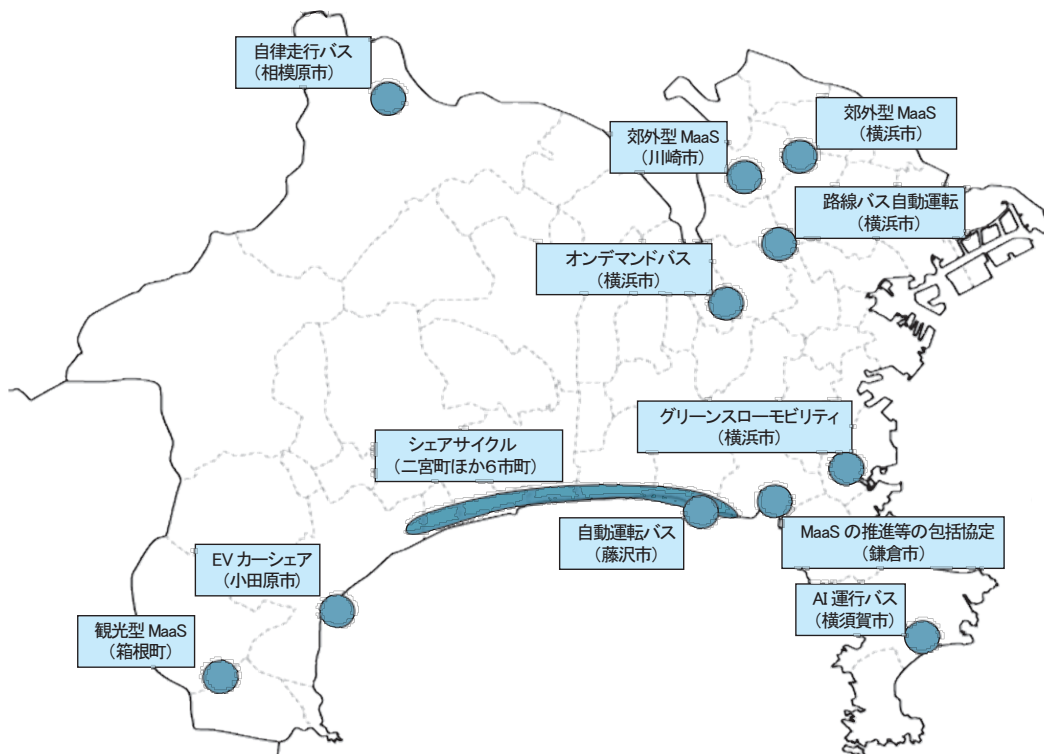 自律走行バス
（相模原市）
郊外型 MaaS
（横浜市）
郊外型 MaaS
（川崎市）
路線バス自動運転
（横浜市）
オンデマンドバス
（横浜市）
グリーンスローモビリティ
（横浜市）
シェアサイクル
（二宮町ほか６市町）
自動運転バス
（藤沢市）
MaaS の推進等の包括協定
（鎌倉市）
EV カーシェア
（小田原市）
AI 運行バス
（横須賀市）
観光型 MaaS
（箱根町）